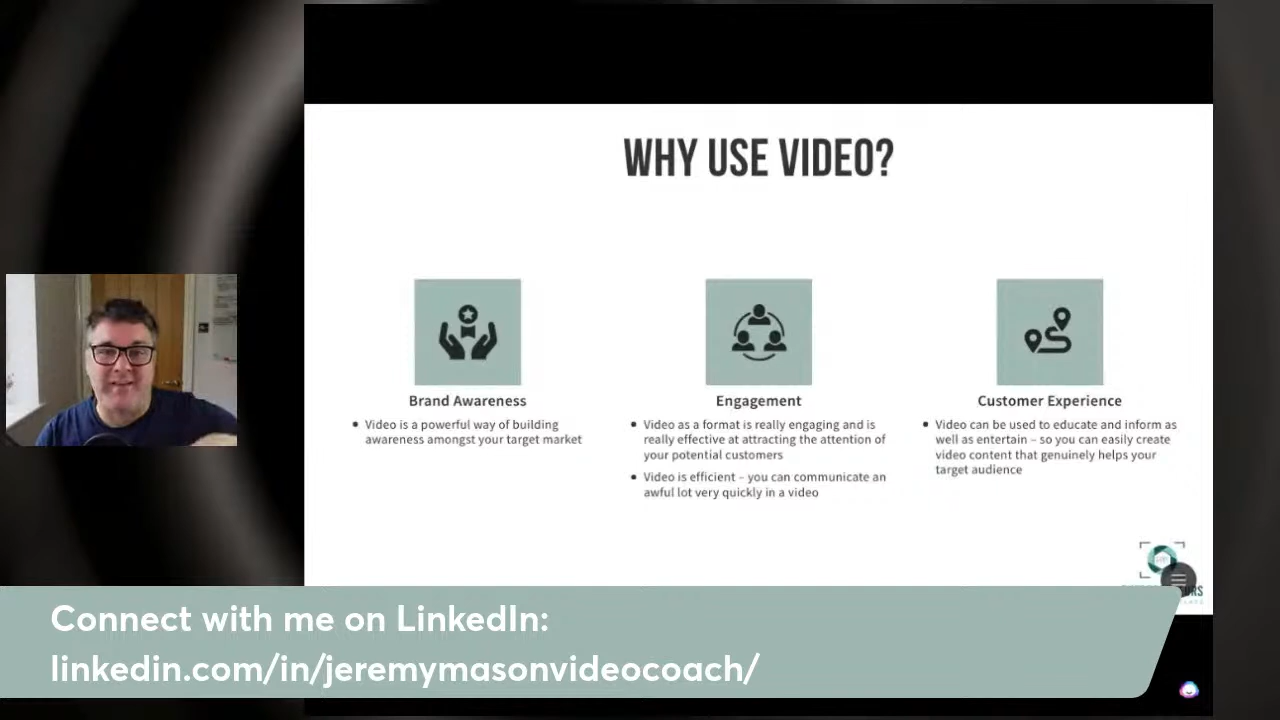 WHY USE VIDEO?
Brand Awareness
• Video is a powerful way of building
awareness amongst your target market
Engagement
• Video as a format is really engaging and is
really effective at attracting the attention of
your potential customers
• Video is efficient – you can communicate an
awful lot very quickly in a video
Customer Experience
• Video can be used to educate and inform as
well as entertain – so you can easily create
video content that genuinely helps your
target audience
Connect with me on LinkedIn:
linkedin.com/in/jeremymasonvideocoach/